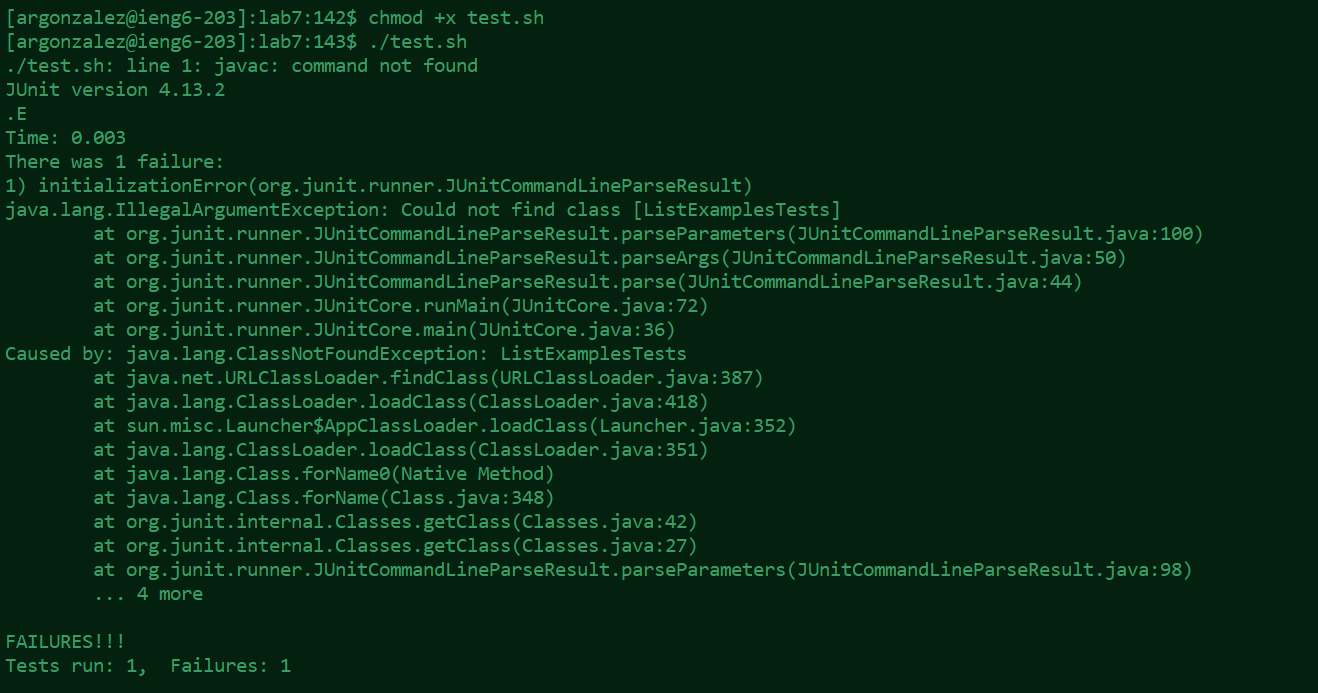 [argonzalez@ieng6-203]:lab7:142$ chmod +x test.sh
[argonzalez@ieng6-203]:lab7:143$ ./test.sh
./test.sh: line 1: javac: command not found
JUnit version 4.13.2
.E
Time: 0.003
There was 1 failure:
1) initializationError(org.junit.runner.JUnitCommandLineParseResult)
java.lang.IllegalArgumentException: Could not find class [ListExamplesTests]
        at org.junit.runner.JUnitCommandLineParseResult.parseParameters(JUnitCommandLineParseResult.java:100)
        at org.junit.runner.JUnitCommandLineParseResult.parseArgs(JUnitCommandLineParseResult.java:50)
        at org.junit.runner.JUnitCommandLineParseResult.parse(JUnitCommandLineParseResult.java:44)
        at org.junit.runner.JUnitCore.runMain(JUnitCore.java:72)
        at org.junit.runner.JUnitCore.main(JUnitCore.java:36)
Caused by: java.lang.ClassNotFoundException: ListExamplesTests
        at java.net.URLClassLoader.findClass(URLClassLoader.java:387)
        at java.lang.ClassLoader.loadClass(ClassLoader.java:418)
        at sun.misc.Launcher$AppClassLoader.loadClass(Launcher.java:352)
        at java.lang.ClassLoader.loadClass(ClassLoader.java:351)
        at java.lang.Class.forName0(Native Method)
        at java.lang.Class.forName(Class.java:348)
        at org.junit.internal.Classes.getClass(Classes.java:42)
        at org.junit.internal.Classes.getClass(Classes.java:27)
        at org.junit.runner.JUnitCommandLineParseResult.parseParameters(JUnitCommandLineParseResult.java:98)
        ... 4 more
FAILURES!!!
Tests run: 1,  Failures: 1